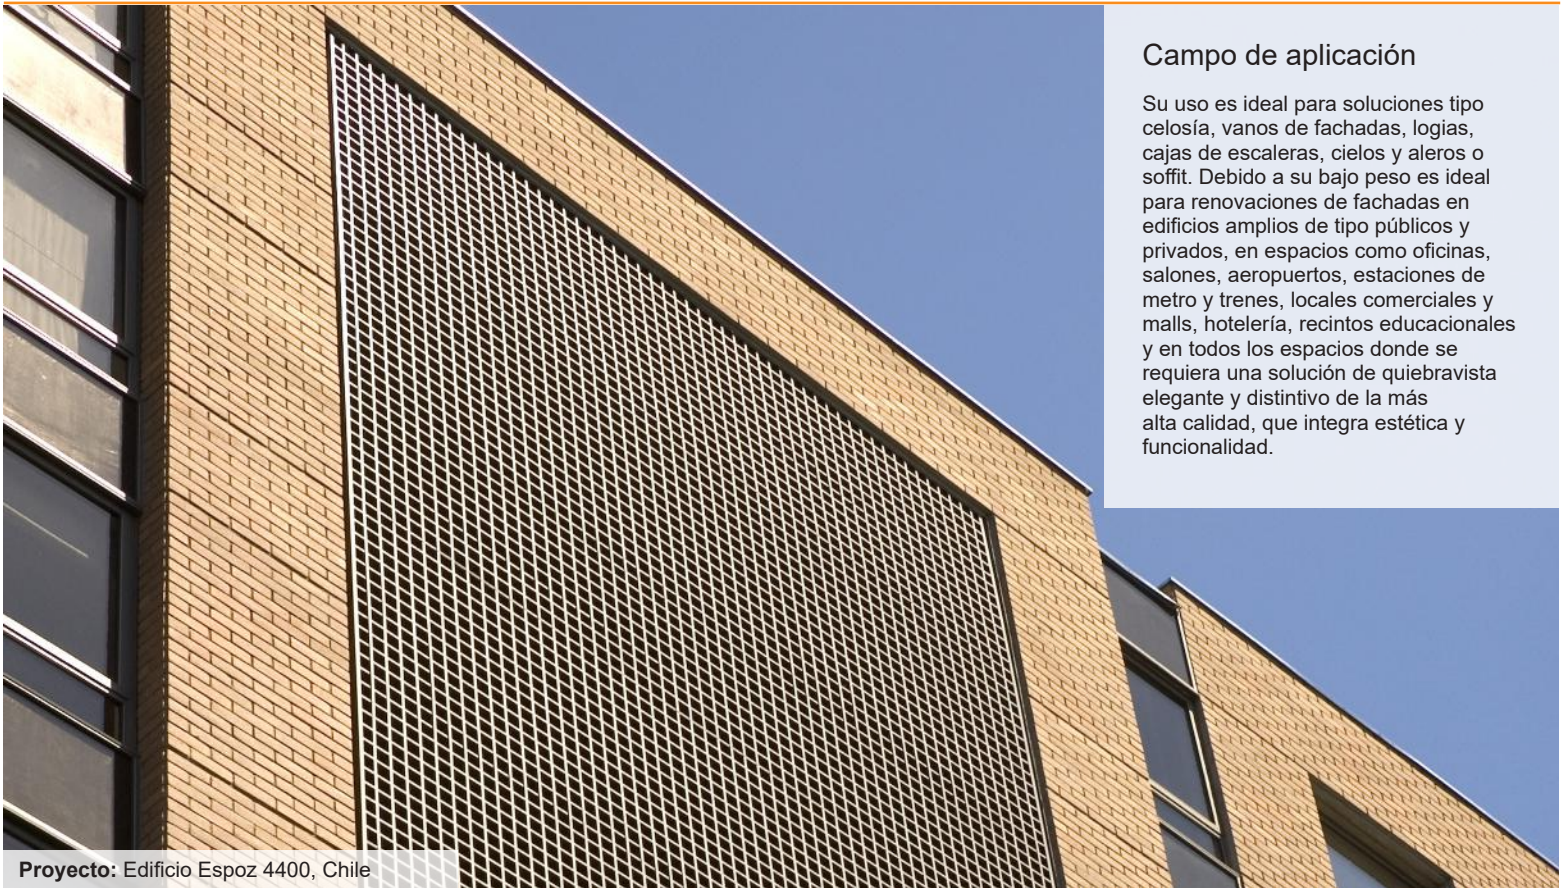 Campo de aplicación
Su uso es ideal para soluciones tipo
celosía, vanos de fachadas, logias,
cajas de escaleras, cielos y aleros o
soffit. Debido a su bajo peso es ideal
para renovaciones de fachadas en
edificios amplios de tipo públicos y
privados, en espacios como oficinas,
salones, aeropuertos, estaciones de
metro y trenes, locales comerciales y
malls, hotelería, recintos educacionales
y en todos los espacios donde se
requiera una solución de quiebravista
elegante y distintivo de la más
alta calidad, que integra estética y
funcionalidad.
Proyecto: Edificio Espoz 4400, Chile